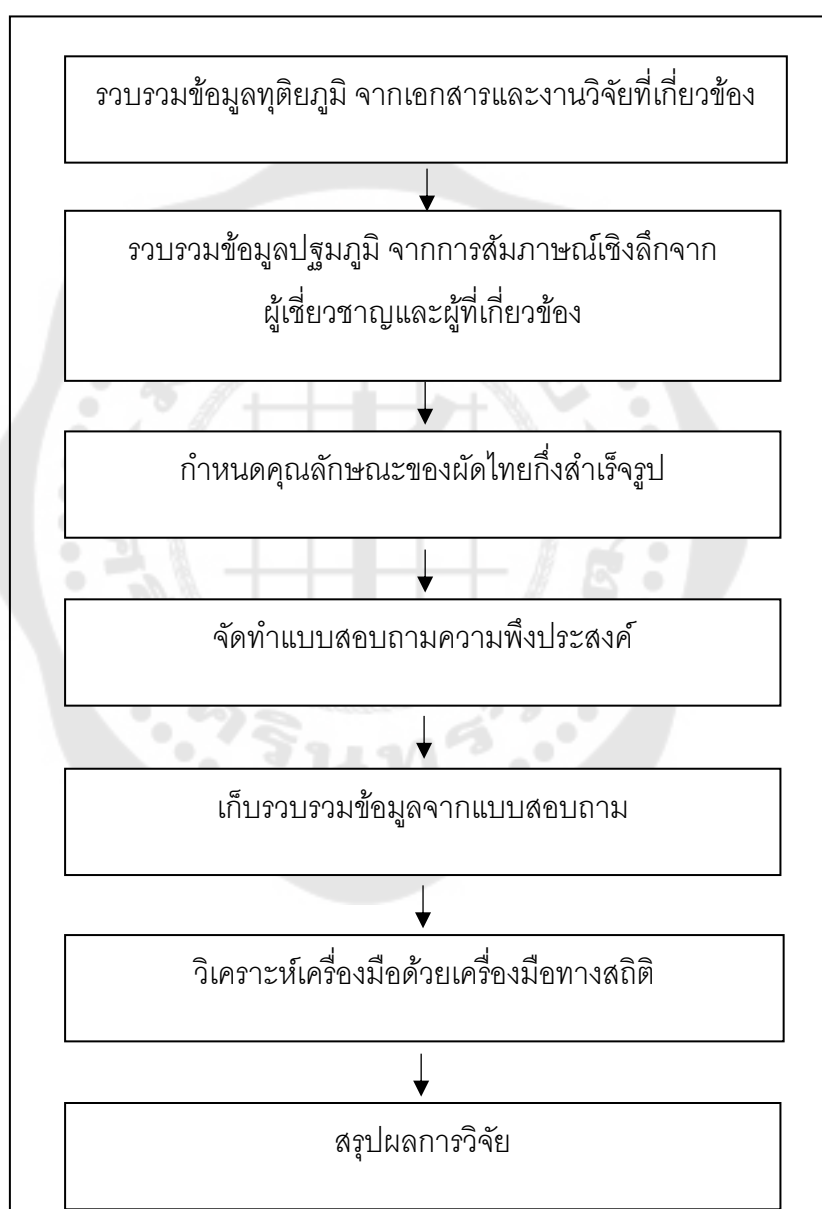 รวบรวมข้อมูลทุติยภูมิ จากเอกสารและงานวิจัยที่เกี่ยวข้อง
รวบรวมข้อมูลปฐมภูมิ จากการสัมภาษณ์เชิงลึกจาก
ผู้เชี่ยวชาญและผู้ที่เกี่ยวข้อง
กำหนดคุณลักษณะของผัดไทยกึ่งสำเร็จรูป
จัดทำแบบสอบถามความพึงประสงค์
เก็บรวบรวมข้อมูลจากแบบสอบถาม
วิเคราะห์เครื่องมือด้วยเครื่องมือทางสถิติ
สรุปผลการวิจัย